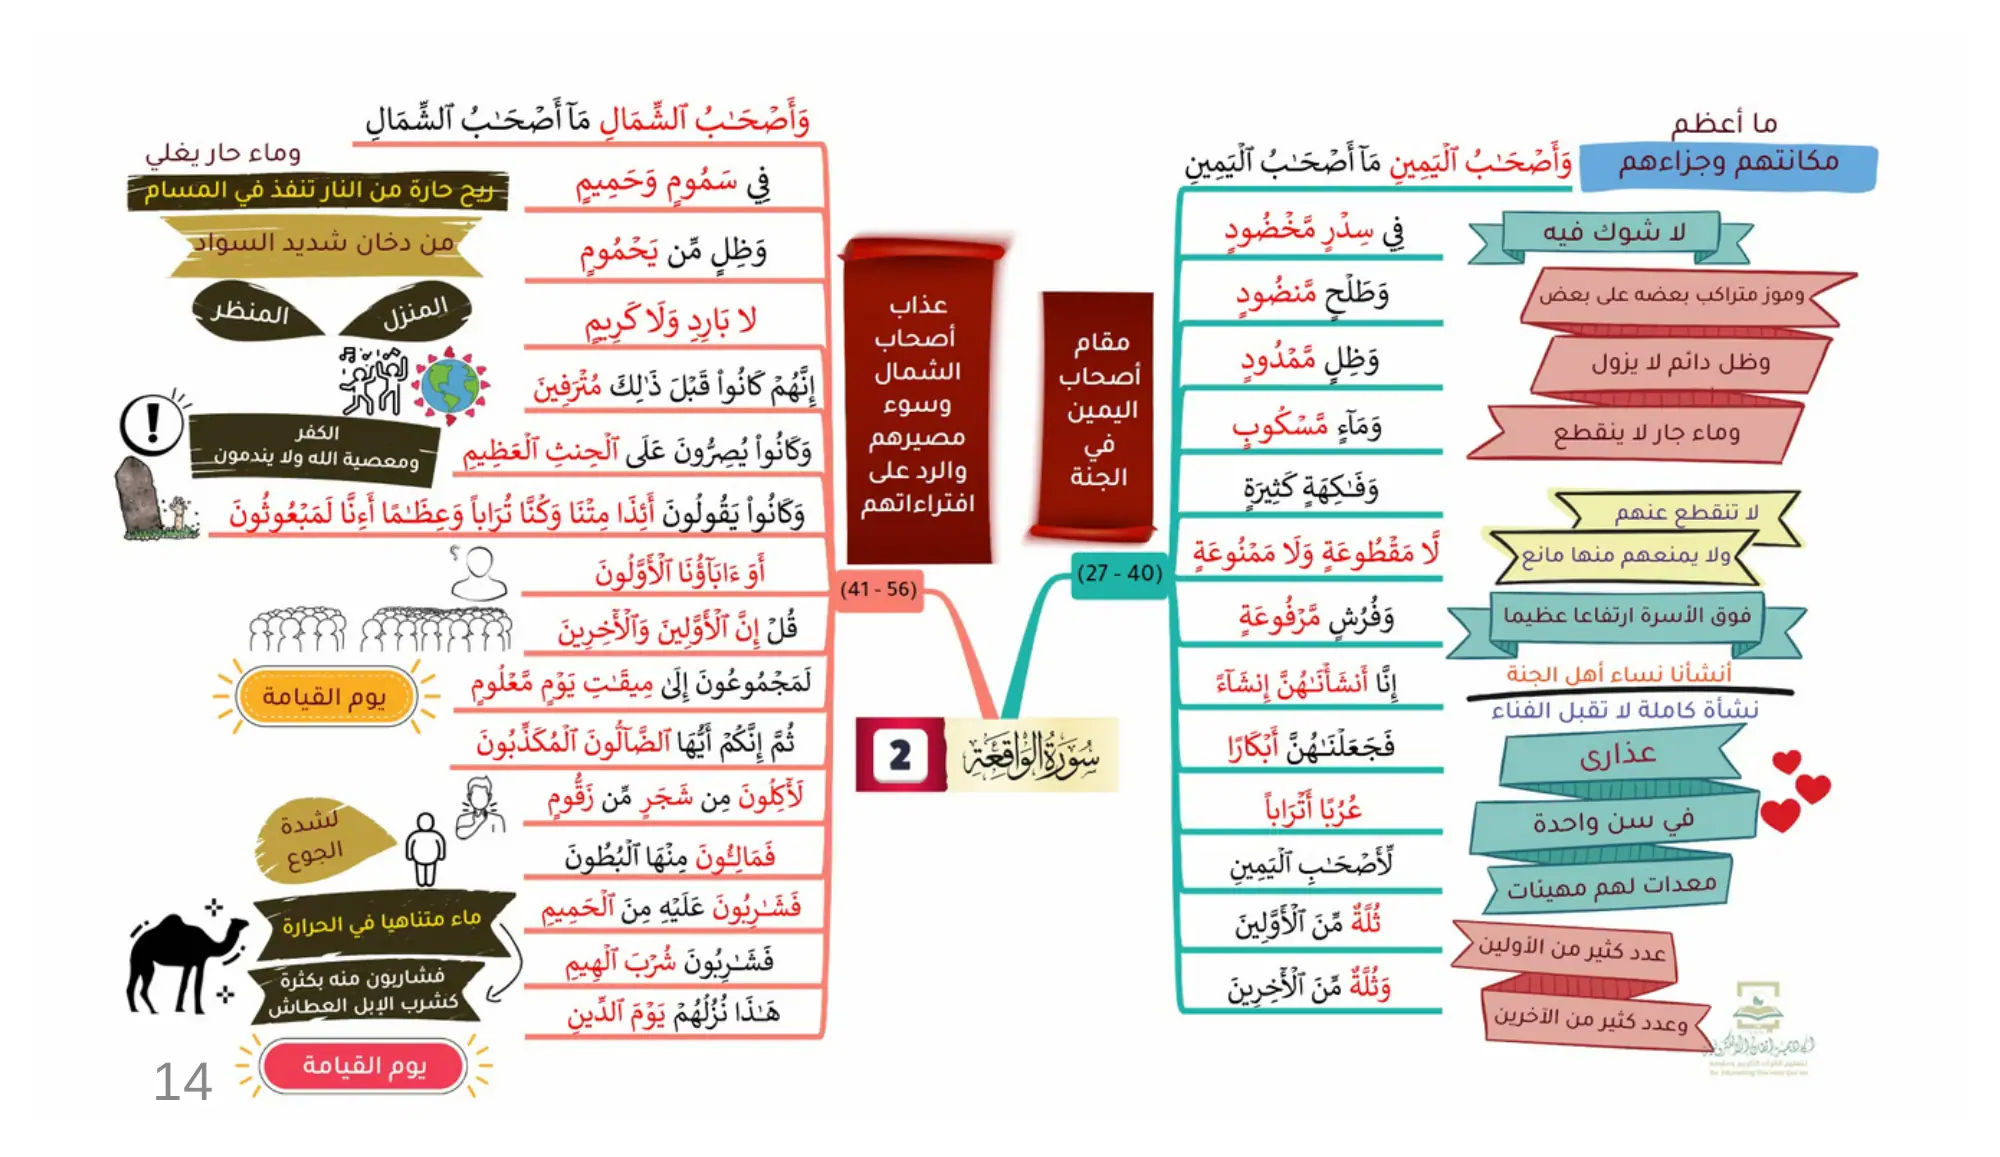 ما أعظم
مكانتهم وجزاءهم
وَأَصْحَـٰبُ ٱلْيَمِينِ مَآ أَصْحَـٰبُ ٱلْيَمِينِ
فِي سِدْرٍ مَّخْضُودٍ
لا شوك فيه
وَطَلْحٍ مَّنضُودٍ
وموز متراكب بعضه على بعض
وَظِلٍ مَّمْدُودٍ
وظل دائم لا يزول
وَمَآءٍ مَّسْكُوبٍ
وماء جار لا ينقطع
وَفَـٰكِهَةٍ كَثِيرَةٍ
لَّا مَقْطُوعَةٍ وَلَا مَمْنُوعَةٍ
لا تنقطع عنهم
ولا يمنعهم منها مانع
وَفُرُشٍ مَّرْفُوعَةٍ
فوق الأسرة ارتفاعا عظيما
إِنَّا أَنشَأْنَـٰهُنَّ إِنشَآءً
أنشأنا نساء أهل الجنة
نشأة كاملة لا تقبل الفناء
فَجَعَلْنَـٰهُنَّ أَبْكَارًا
عذارى
عُرُبًا أَتْرَاباً
في سن واحدة
لِّأَصْحَـٰبِ ٱلْيَمِينِ
معدات لهم مهيئات
ثُلَّةٌ مِّنَ ٱلْأَوَّلِينَ
عدد كثير من الأولين
وَثُلَّةٌ مِّنَ ٱلْأَخِرِينَ
وعدد كثير من الآخرين
مقام
أصحاب
اليمين
في
الجنة
(27 - 40)
سُورَةُ الوَاقِعَة
2
عذاب
أصحاب
الشمال
وسوء
مصيرهم
والرد على
افتراءاتهم
(41 - 56)
وَأَصْحَـٰبُ ٱلشِّمَالِ مَآ أَصْحَـٰبُ ٱلشِّمَالِ
فِي سَمُومٍ وَحَمِيمٍ
وماء حار يغلي
ريح حارة من النار تنفذ في المسام
وَظِلٍ مِّن يَحْمُومٍ
من دخان شديد السواد
لا بَارِدٍ وَلَا كَرِيمٍ
المنزل
المنظر
إِنَّهُمْ كَانُواْ قَبْلَ ذَٰلِكَ مُتْرَفِينَ
وَكَانُواْ يُصِرُّونَ عَلَى ٱلْحِنثِ ٱلْعَظِيمِ
الكفر
ومعصية الله ولا يندمون
وَكَانُواْ يَقُولُونَ أَئِذَا مِتْنَا وَكُنَّا تُرَاباً وَعِظَـٰمًا أَءِنَّا لَمَبْعُوثُونَ
أَوَ ءَابَآؤُنَا ٱلْأَوَّلُونَ
قُلْ إِنَّ ٱلْأَوَّلِينَ وَٱلْأَخِرِينَ
لَمَجْمُوعُونَ إِلَىٰ مِيقَـٰتِ يَوْمٍ مَّعْلُومٍ
يوم القيامة
ثُمَّ إِنَّكُمْ أَيُّهَا ٱلضَّآلُّونَ ٱلْمُكَذِّبُونَ
لَأَكِلُونَ مِن شَجَرٍ مِّن زَقُّومٍ
فَمَالِئُونَ مِنْهَا ٱلْبُطُونَ
لشدة
الجوع
فَشَـٰرِبُونَ عَلَيْهِ مِنَ ٱلْحَمِيمِ
ماء متناهيا في الحرارة
فَشَـٰرِبُونَ شُرْبَ ٱلْهِيمِ
فشاربون منه بكثرة
كشرب الإبل العطاش
هَـٰذَا نُزُلُهُمْ يَوْمَ ٱلدِّينِ
يوم القيامة
14